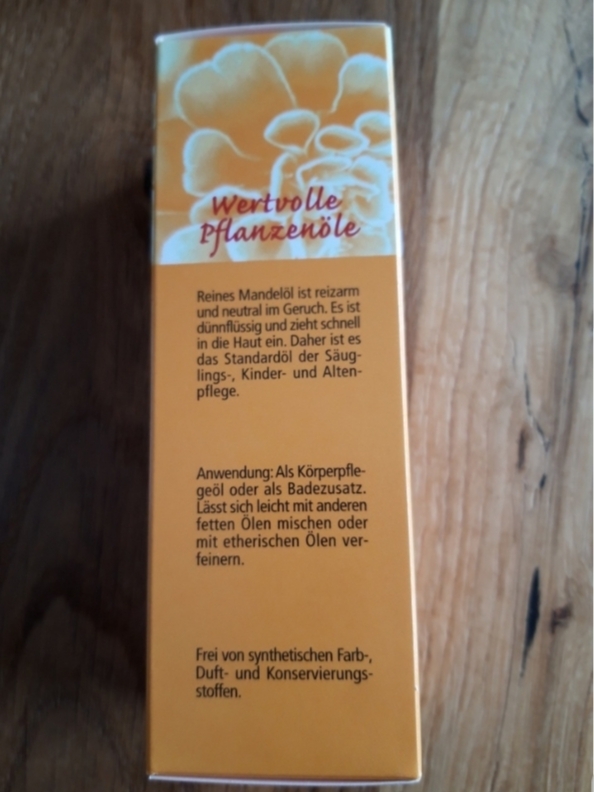 Wertvolle
Pflanzenöle
Reines Mandelöl ist reizarm
und neutral im Geruch. Es ist
dünnflüssig und zieht schnell
in die Haut ein. Daher ist es
das Standardöl der Säug-
lings-, Kinder- und Alten-
pflege.
Anwendung: Als Körperpfle-
geöl oder als Badezusatz.
Lässt sich leicht mit anderen
fetten Ölen mischen oder
mit etherischen Ölen ver-
feinern.
Frei von synthetischen Farb-,
Duft- und Konservierungs-
stoffen.